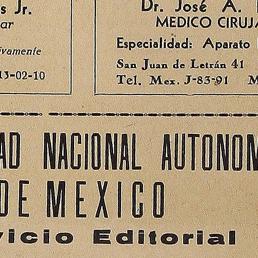 s Jr.
ar
ivamente
13-02-10
Dr. José A.
MEDICO CIRUJA
Especialidad: Aparato
San Juan de Letrán 41
Tel. Mex. J-83-91
AD NACIONAL AUTONOM
DE MEXICO
vicio Editorial